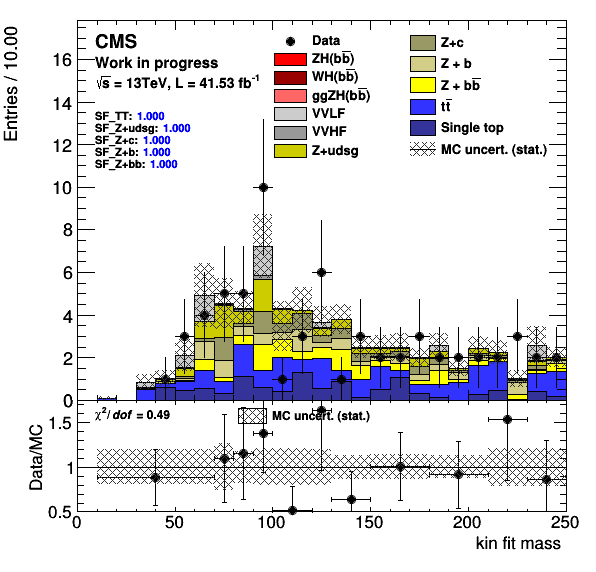 CMS
Work in progress
√s = 13TeV, L = 41.53 fb⁻¹
SF_TT: 1.000
SF_Z+udsg: 1.000
SF_Z+c: 1.000
SF_Z+b: 1.000
SF_Z+bb: 1.000
Data
ZH(bb̅)
WH(bb̅)
ggZH(bb̅)
VVLF
VVHF
Z+udsg
Z+c
Z + b
Z + bb̅
tt̅
Single top
MC uncert. (stat.)
Entries / 10.00
16
14
12
10
8
6
4
2
0
χ²/ dof = 0.49
MC uncert. (stat.)
Data/MC
1.5
1
0.5
0
50
100
150
200
250
kin fit mass